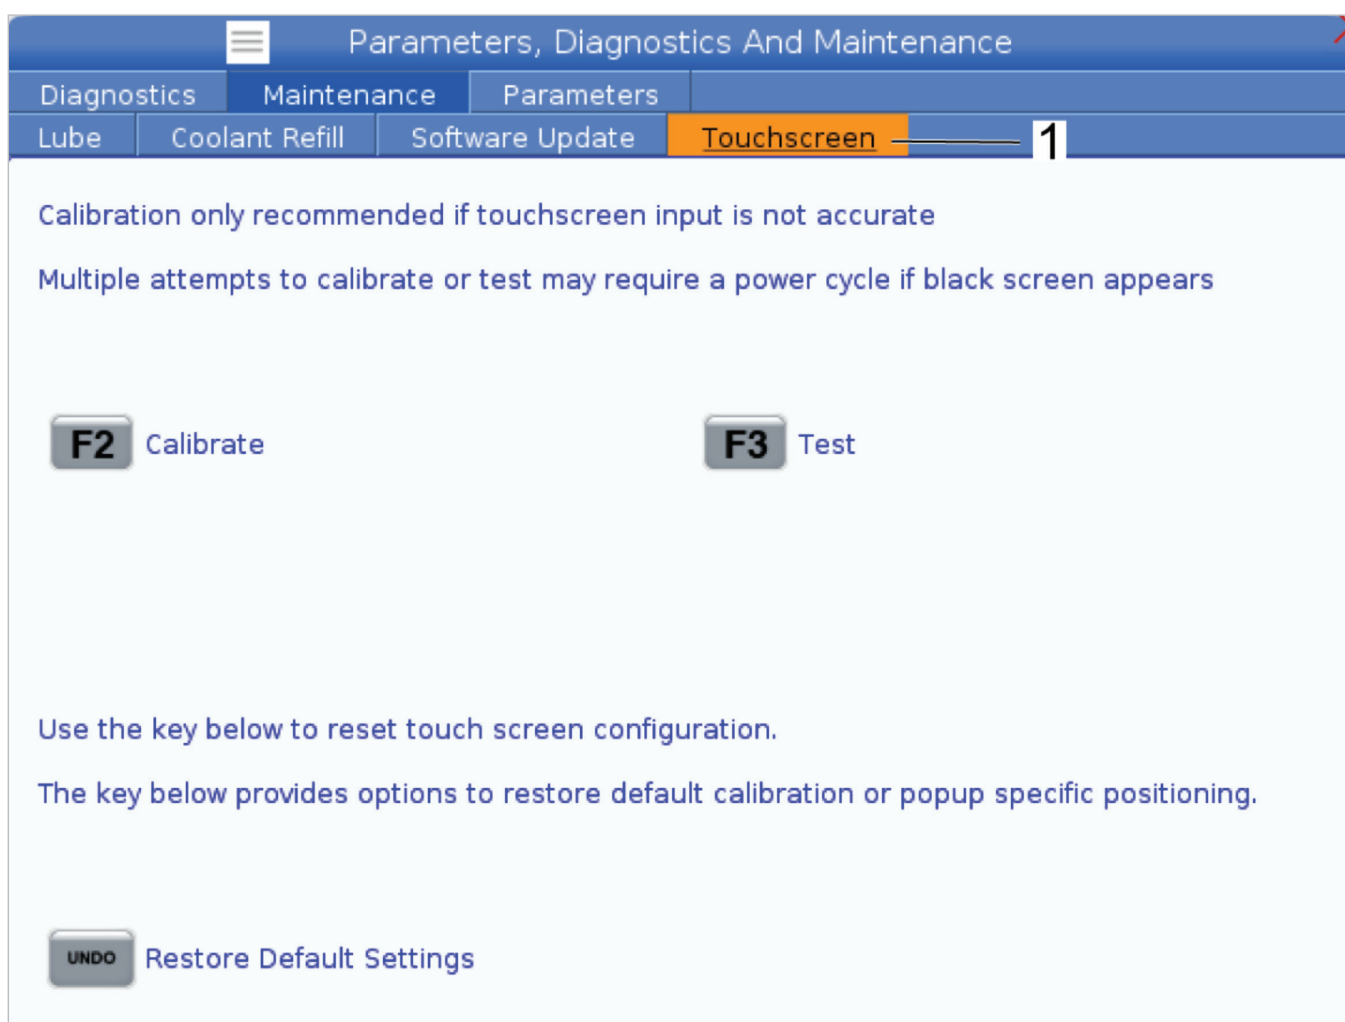 Parameters, Diagnostics And Maintenance
Diagnostics Maintenance Parameters
Lube Coolant Refill Software Update Touchscreen 1
Calibration only recommended if touchscreen input is not accurate
Multiple attempts to calibrate or test may require a power cycle if black screen appears
F2 Calibrate F3 Test
Use the key below to reset touch screen configuration.
The key below provides options to restore default calibration or popup specific positioning.
UNDO Restore Default Settings